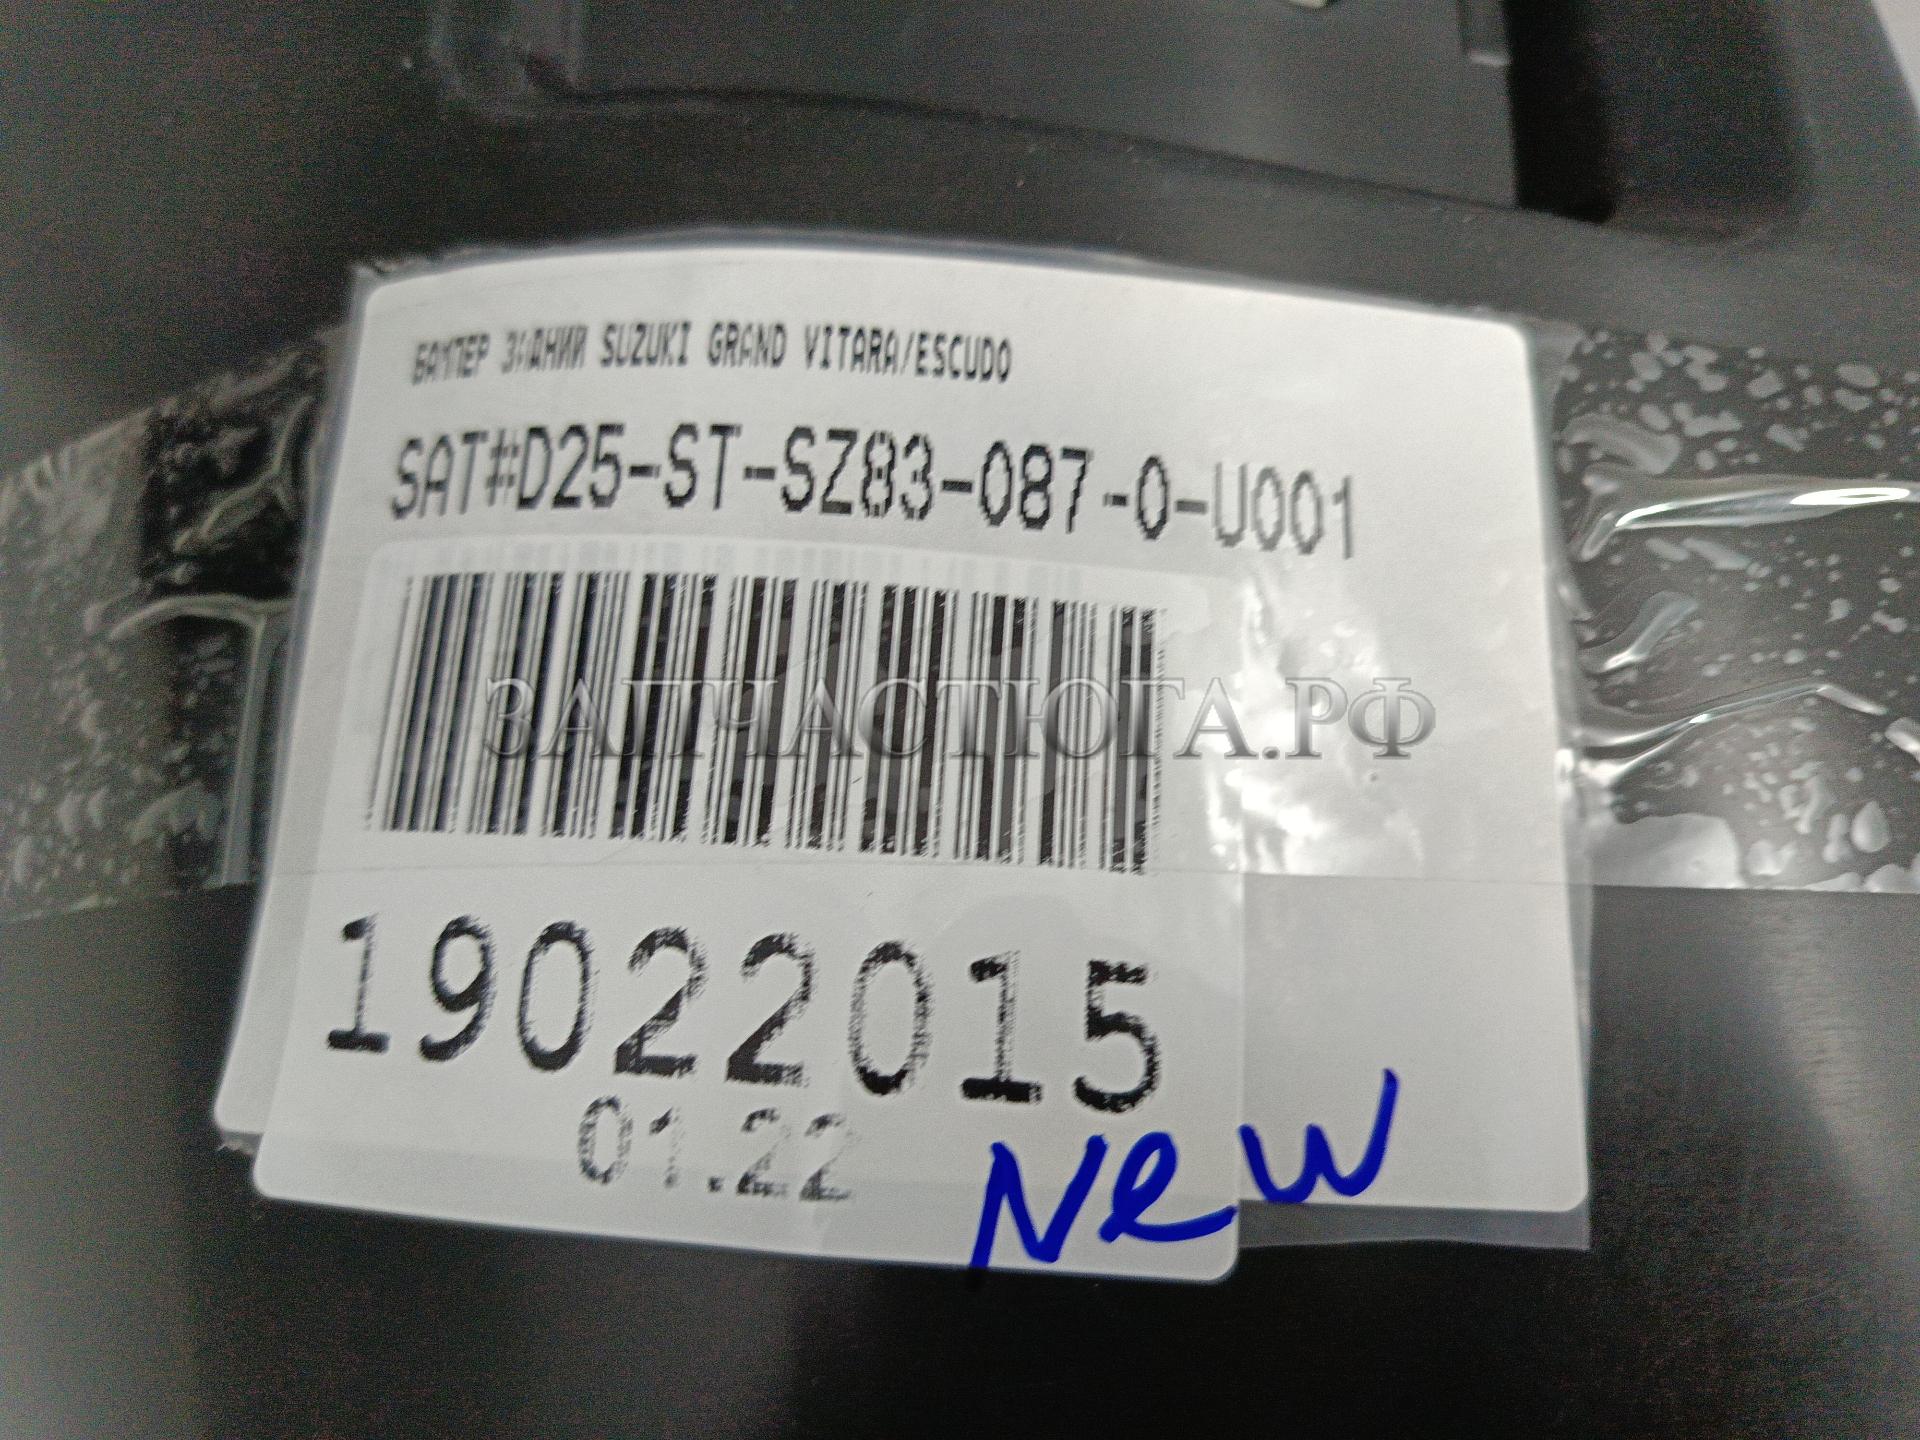 БАМПЕР ЗАДНИЙ SUZUKI GRAND VITARA/ESCUDO
SAT#D25-ST-SZ83-087-0-U001
ЗАПЧАСТЮГА.РФ
19022015
01.22
New